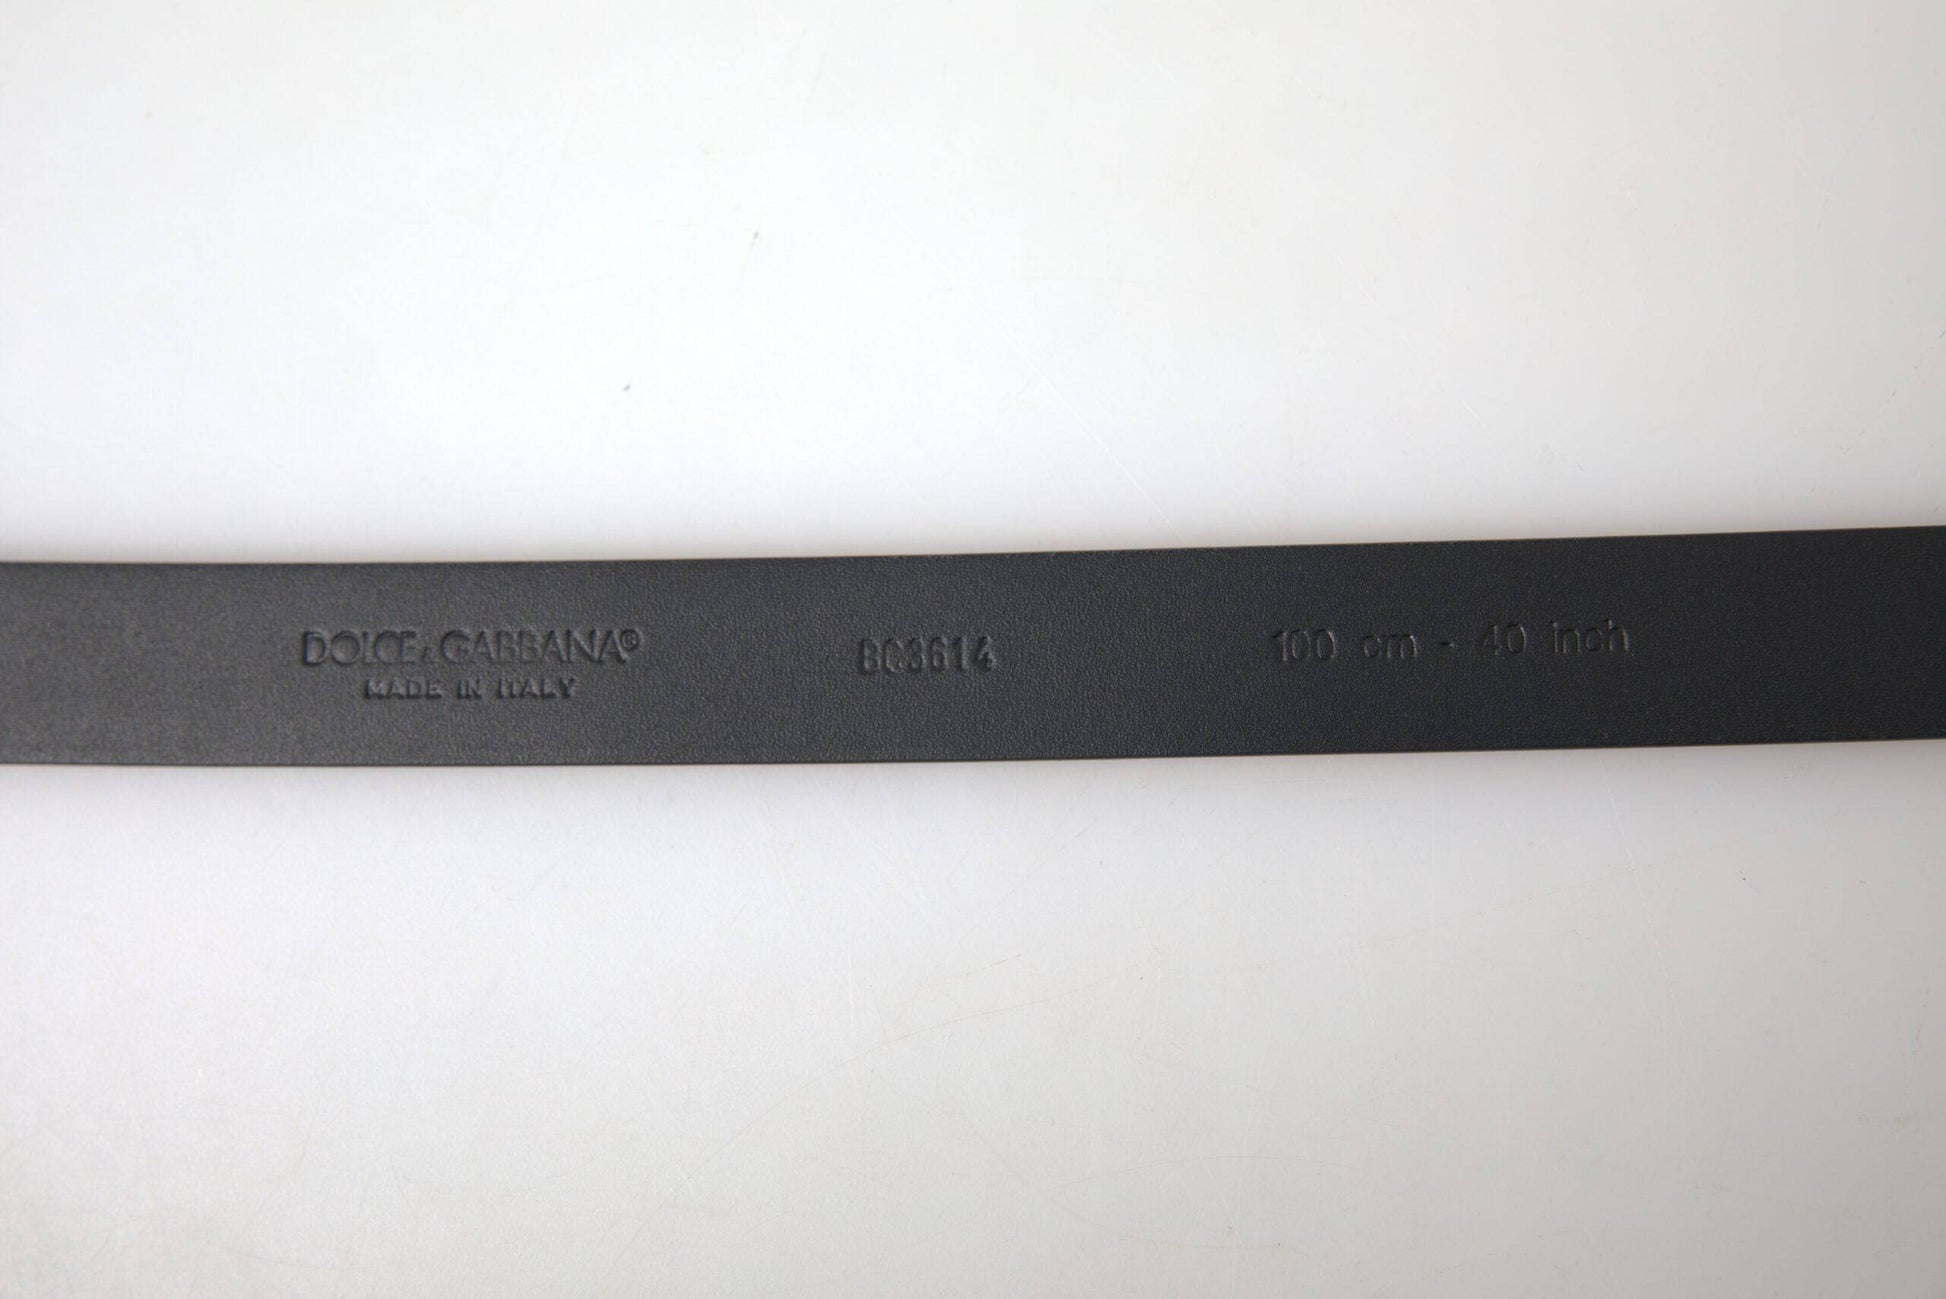 DOLCE & GABBANA®
MADE IN ITALY
BC3614
100 cm - 40 inch